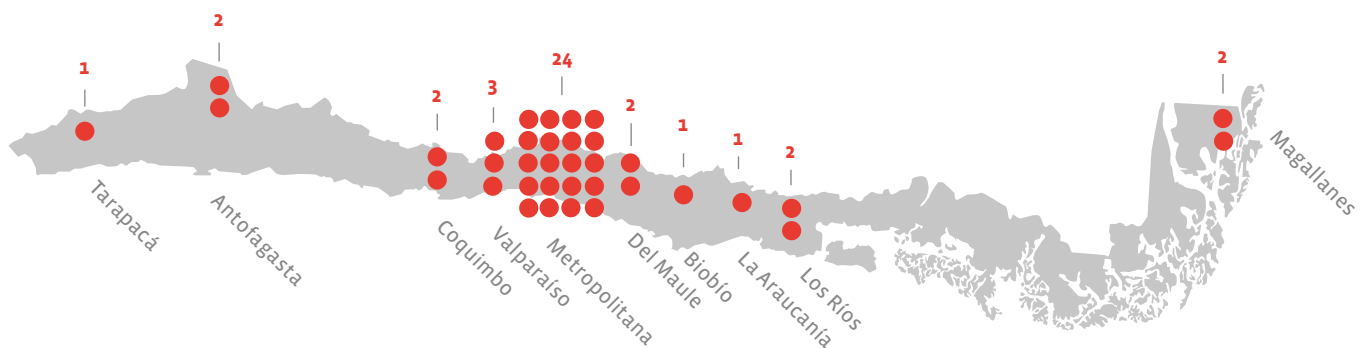 1
2
2
3
24
2
1
1
2
2
Tarapacá
Antofagasta
Coquimbo
Valparaíso
Metropolitana
Del Maule
Biobío
La Araucanía
Los Ríos
Magallanes